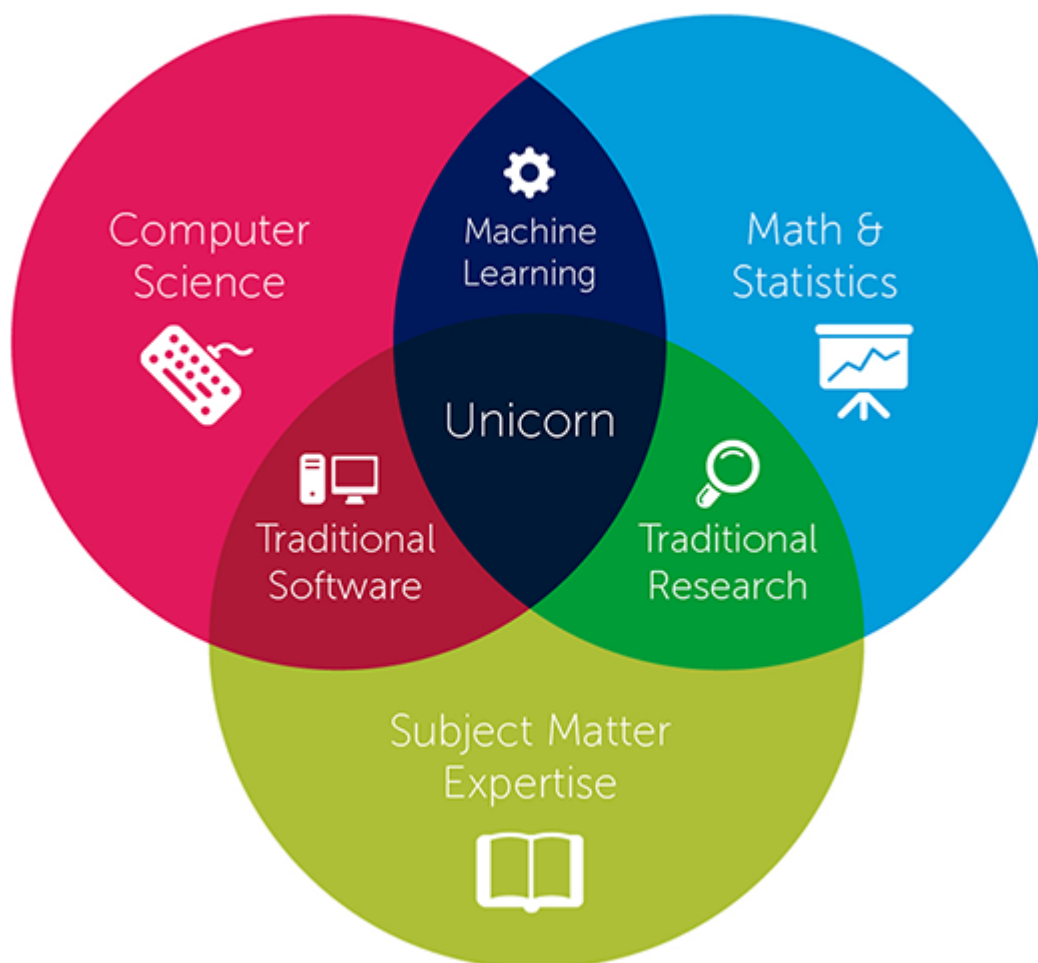 Computer
Science
Machine
Learning
Math &
Statistics
Unicorn
Traditional
Software
Traditional
Research
Subject Matter
Expertise